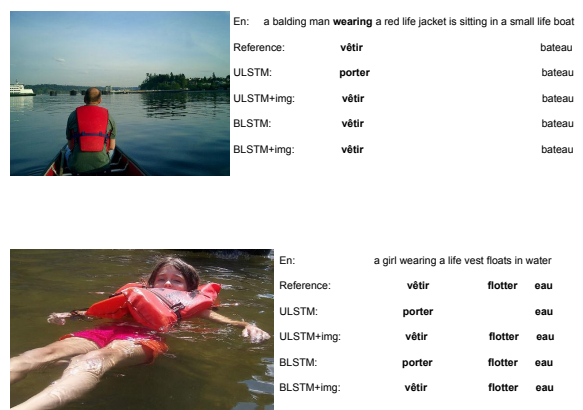 En: a balding man wearing a red life jacket is sitting in a small life boat
Reference: vêtir bateau
ULSTM: porter bateau
ULSTM+img: vêtir bateau
BLSTM: vêtir bateau
BLSTM+img: vêtir bateau
En: a girl wearing a life vest floats in water
Reference: vêtir flotter eau
ULSTM: porter eau
ULSTM+img: vêtir flotter eau
BLSTM: porter flotter eau
BLSTM+img: vêtir flotter eau